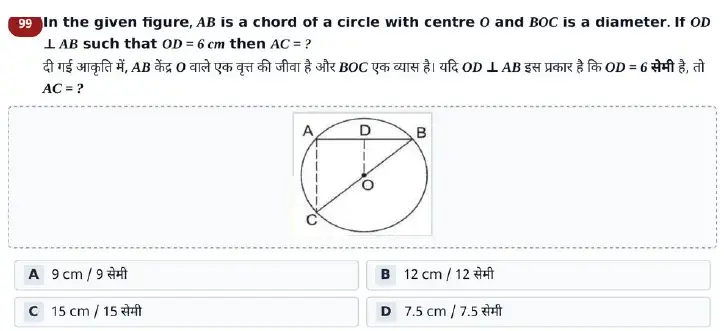 99 In the given figure, AB is a chord of a circle with centre O and BOC is a diameter. If OD
⊥ AB such that OD = 6 cm then AC = ?
दी गई आकृति में, AB केंद्र O वाले एक वृत्त की जीवा है और BOC एक व्यास है। यदि OD ⊥ AB इस प्रकार है कि OD = 6 सेमी है, तो
AC = ?
A D B
O
C
A 9 cm / 9 सेमी
B 12 cm / 12 सेमी
C 15 cm / 15 सेमी
D 7.5 cm / 7.5 सेमी